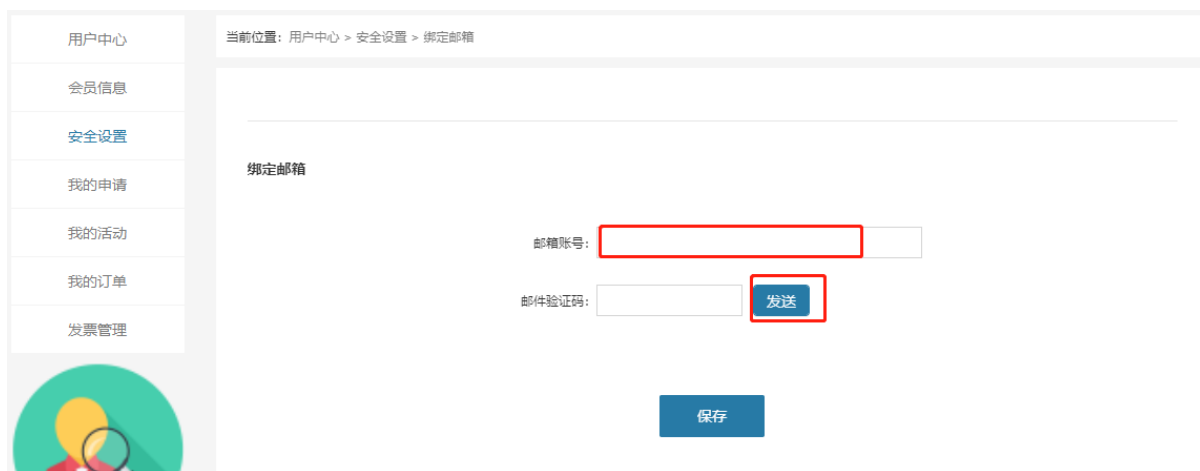 用户中心
会员信息
安全设置
我的申请
我的活动
我的订单
发票管理
当前位置：用户中心 > 安全设置 > 绑定邮箱
绑定邮箱
邮箱账号：
邮件验证码：
发送
保存